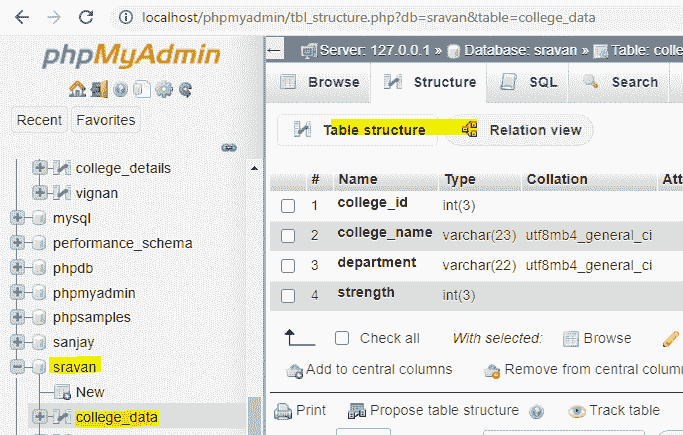 localhost/phpmyadmin/tbl_structure.php?db=sravan&table=college_data
phpMyAdmin
Recent Favorites
college_details
vignan
mysql
performance_schema
phpdb
phpmyadmin
phpsamples
sanjay
sravan
New
college_data
Server: 127.0.0.1 » Database: sravan » Table: colle
Browse Structure SQL Search
Table structure Relation view
# Name Type Collation Att
1 college_id int(3)
2 college_name varchar(23) utf8mb4_general_ci
3 department varchar(22) utf8mb4_general_ci
4 strength int(3)
Check all With selected: Browse
Add to central columns Remove from central colum
Print Propose table structure Track table